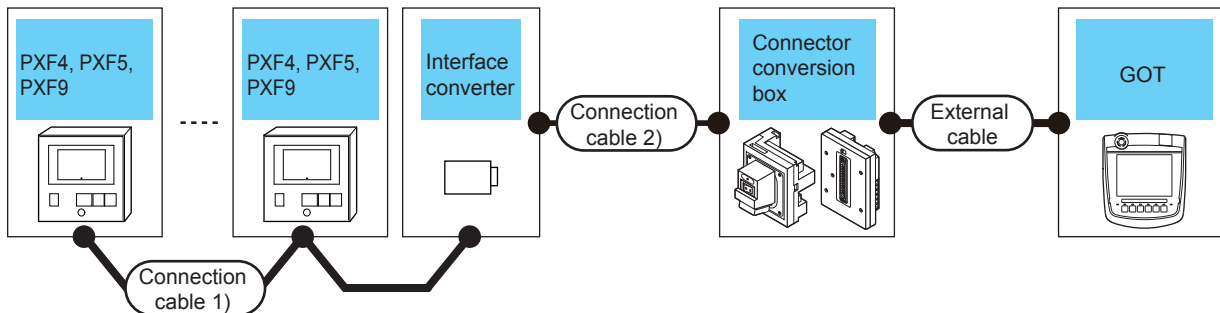 PXF4, PXF5,
PXF9
PXF4, PXF5,
PXF9
Interface
converter
Connection
cable 2)
Connector
conversion
box
External
cable
GOT
Connection
cable 1)